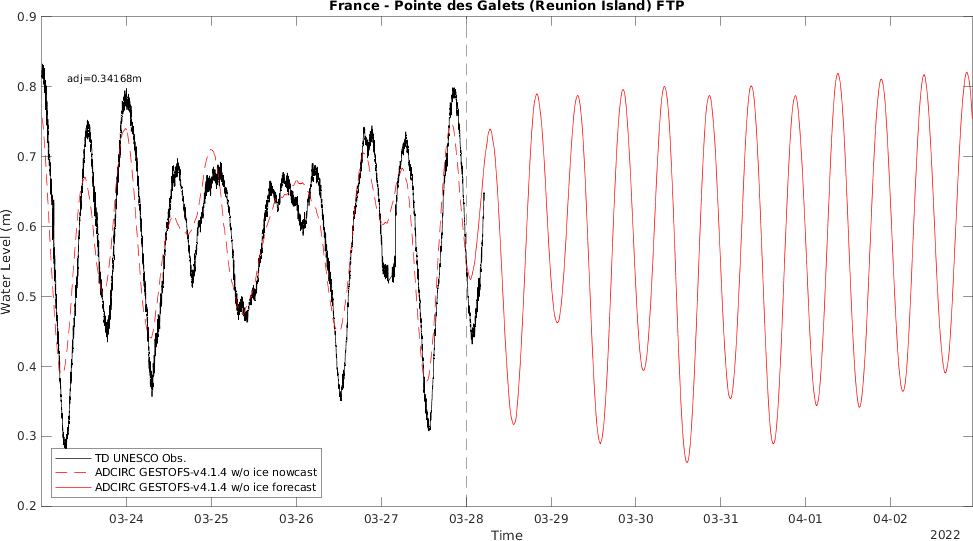 France - Pointe des Galets (Reunion Island) FTP
adj=0.34168m
Water Level (m)
0.9
0.8
0.7
0.6
0.5
0.4
0.3
0.2
TD UNESCO Obs.
ADCIRC GESTOFS-v4.1.4 w/o ice nowcast
ADCIRC GESTOFS-v4.1.4 w/o ice forecast
03-24 03-25 03-26 03-27 03-28 03-29 03-30 03-31 04-01 04-02
Time
2022